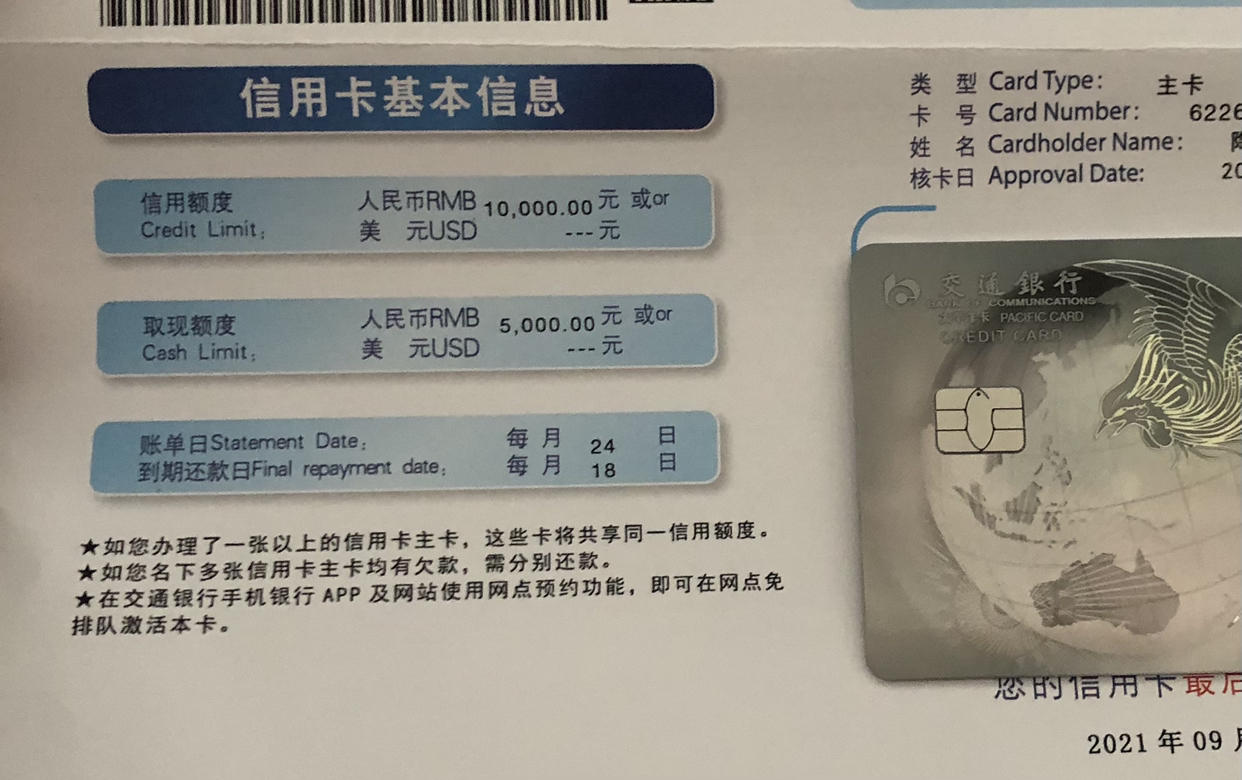 信用卡基本信息
信用额度 人民币RMB 10,000.00 元 或or
Credit Limit: 美 元USD --- 元
取现额度 人民币RMB 5,000.00 元 或or
Cash Limit: 美 元USD --- 元
账单日Statement Date: 每 月 24 日
到期还款日Final repayment date: 每 月 18 日
★如您办理了一张以上的信用卡主卡，这些卡将共享同一信用额度。
★如您名下多张信用卡主卡均有欠款，需分别还款。
★在交通银行手机银行 APP 及网站使用网点预约功能，即可在网点免
排队激活本卡。
类 型 Card Type: 主卡
卡 号 Card Number: 6226
姓 名 Cardholder Name:
核卡日 Approval Date: 20
交通銀行
BANK OF COMMUNICATIONS
太平洋卡 PACIFIC CARD
CREDIT CARD
您的信用卡最后
2021 年 09 月